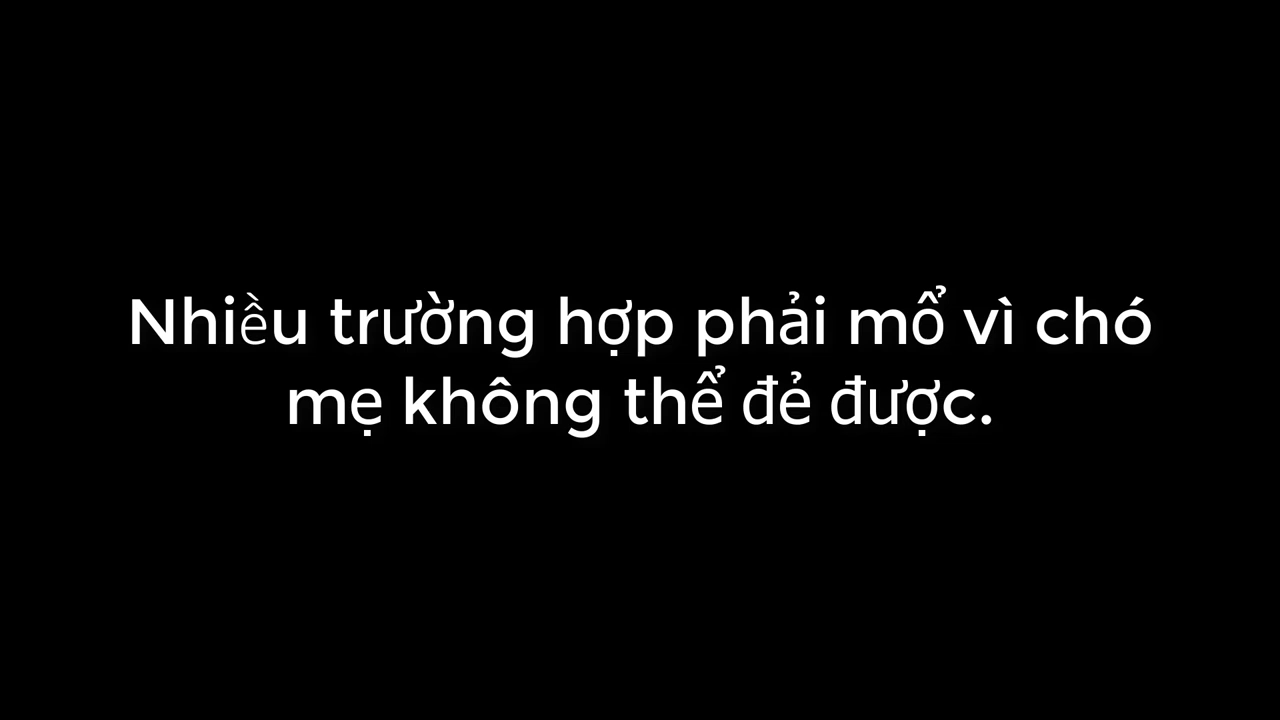 Nhiều trường hợp phải mổ vì chó
mẹ không thể đẻ được.